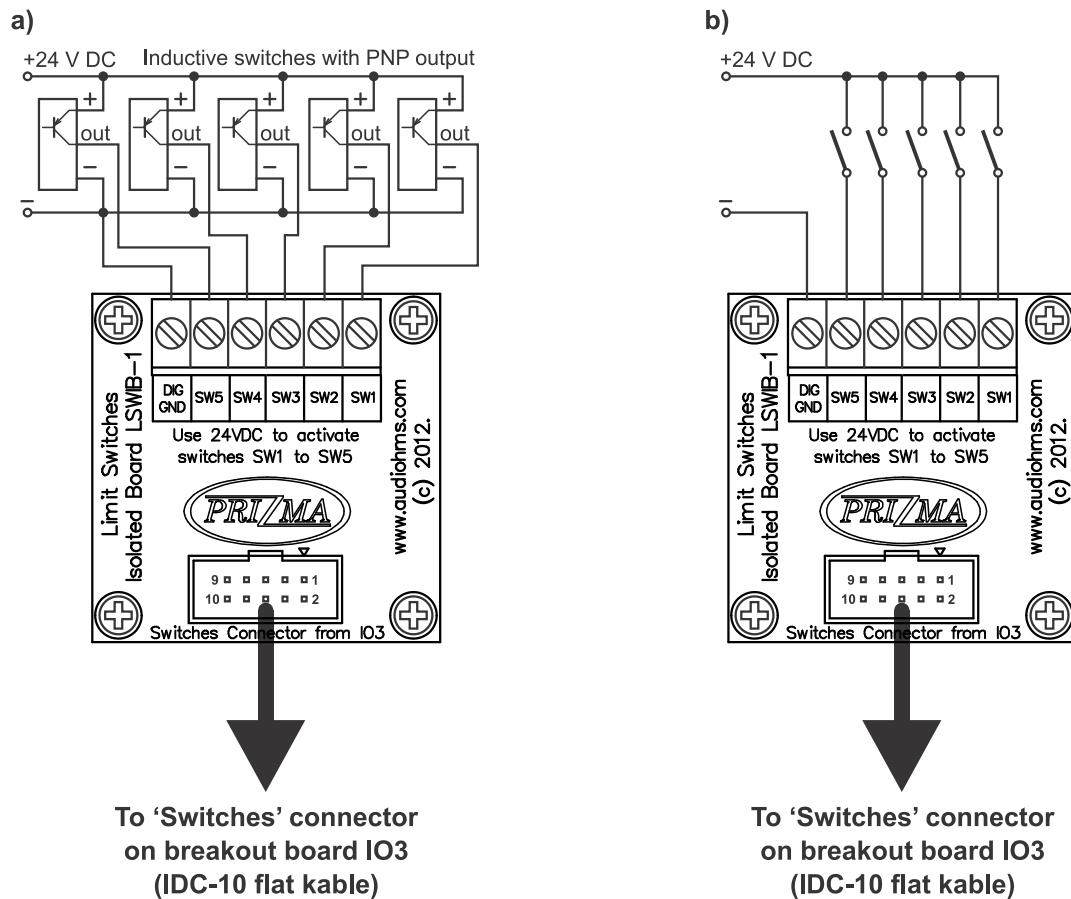 a)
+24 V DC
Inductive switches with PNP output
+
+
+
+
+
out
out
out
out
out
−
−
−
−
−
−
Limit Switches
Isolated Board LSWIB-1
DIG GND
SW5
SW4
SW3
SW2
SW1
Use 24VDC to activate
switches SW1 to SW5
PRIZMA
www.audiohms.com
(c) 2012.
9
1
10
2
Switches Connector from IO3
To ‘Switches’ connector
on breakout board IO3
(IDC-10 flat kable)
b)
+24 V DC
−
Limit Switches
Isolated Board LSWIB-1
DIG GND
SW5
SW4
SW3
SW2
SW1
Use 24VDC to activate
switches SW1 to SW5
PRIZMA
www.audiohms.com
(c) 2012.
9
1
10
2
Switches Connector from IO3
To ‘Switches’ connector
on breakout board IO3
(IDC-10 flat kable)